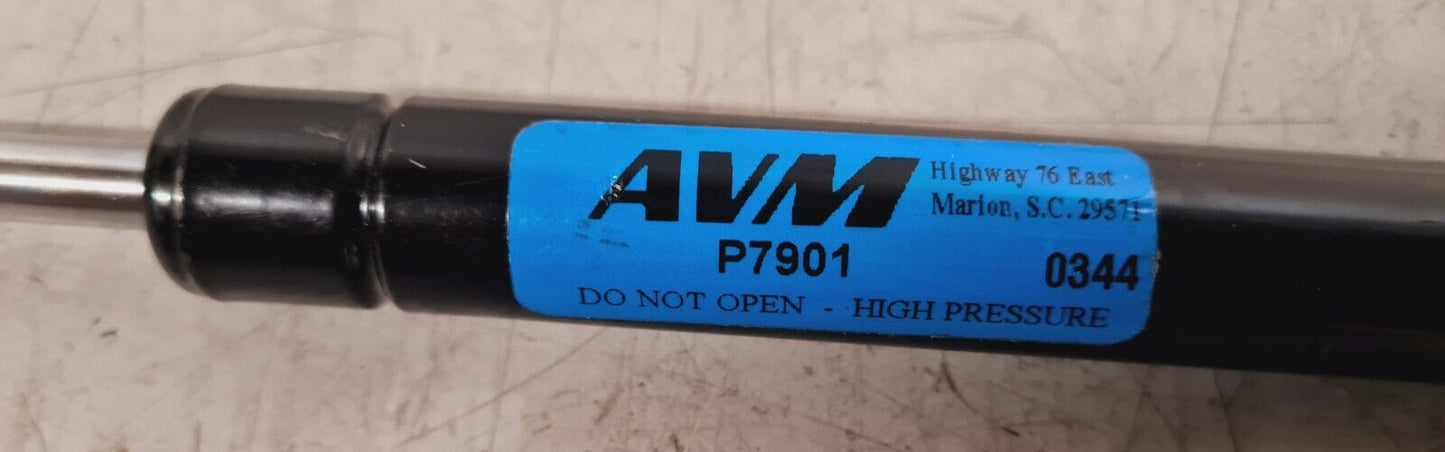 AVM
Highway 76 East
Marion, S.C. 29571
P7901
0344
DO NOT OPEN - HIGH PRESSURE